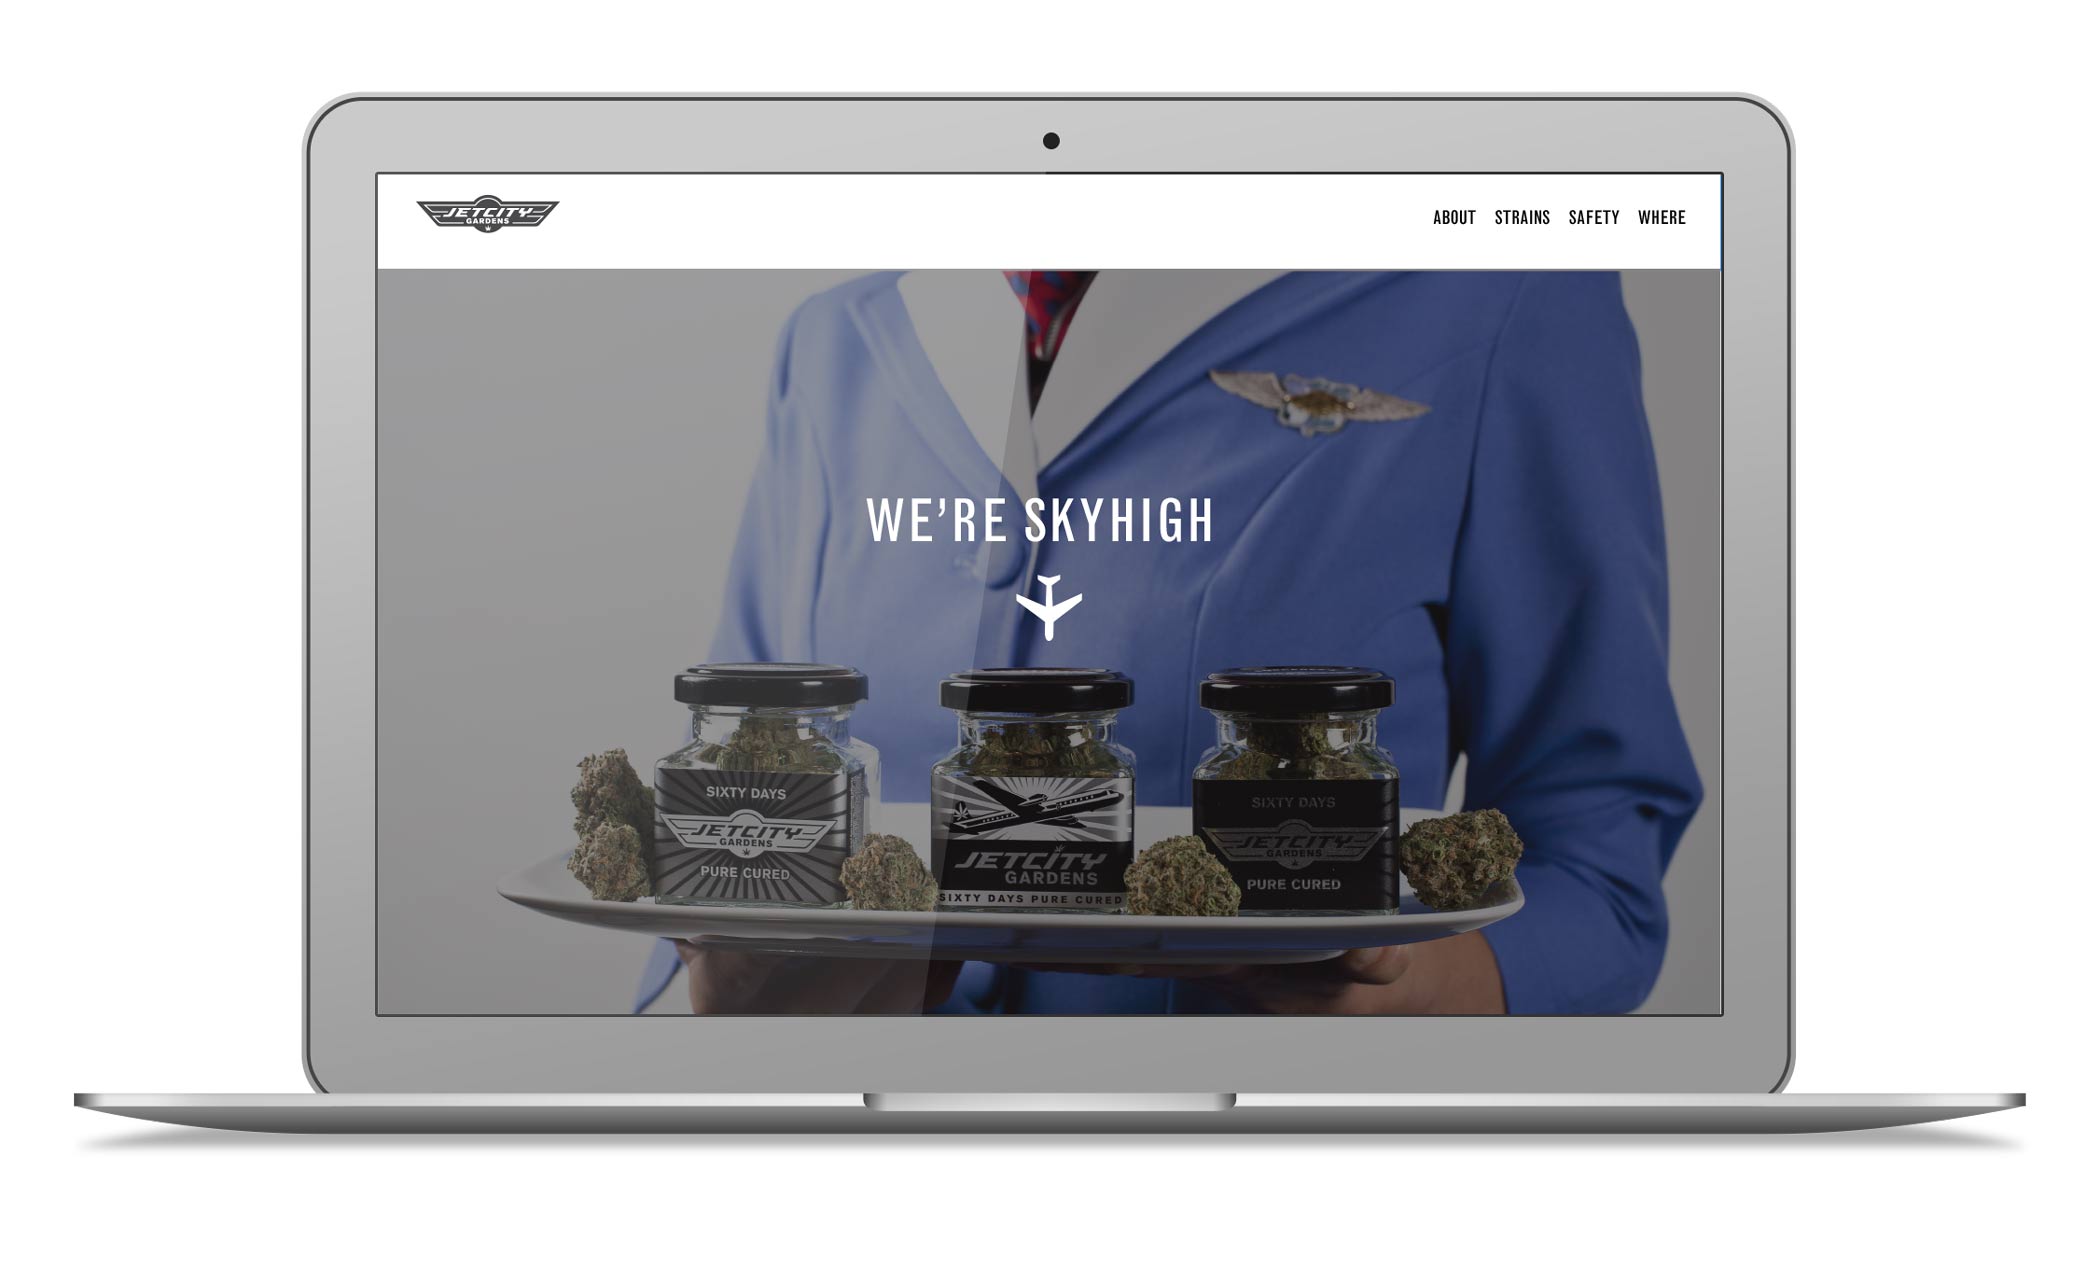 JETCITY
GARDENS
ABOUT STRAINS SAFETY WHERE
WE'RE SKYHIGH
SIXTY DAYS
JETCITY
GARDENS
PURE CURED
JETCITY
GARDENS
SIXTY DAYS PURE CURED
SIXTY DAYS
JETCITY
GARDENS
PURE CURED